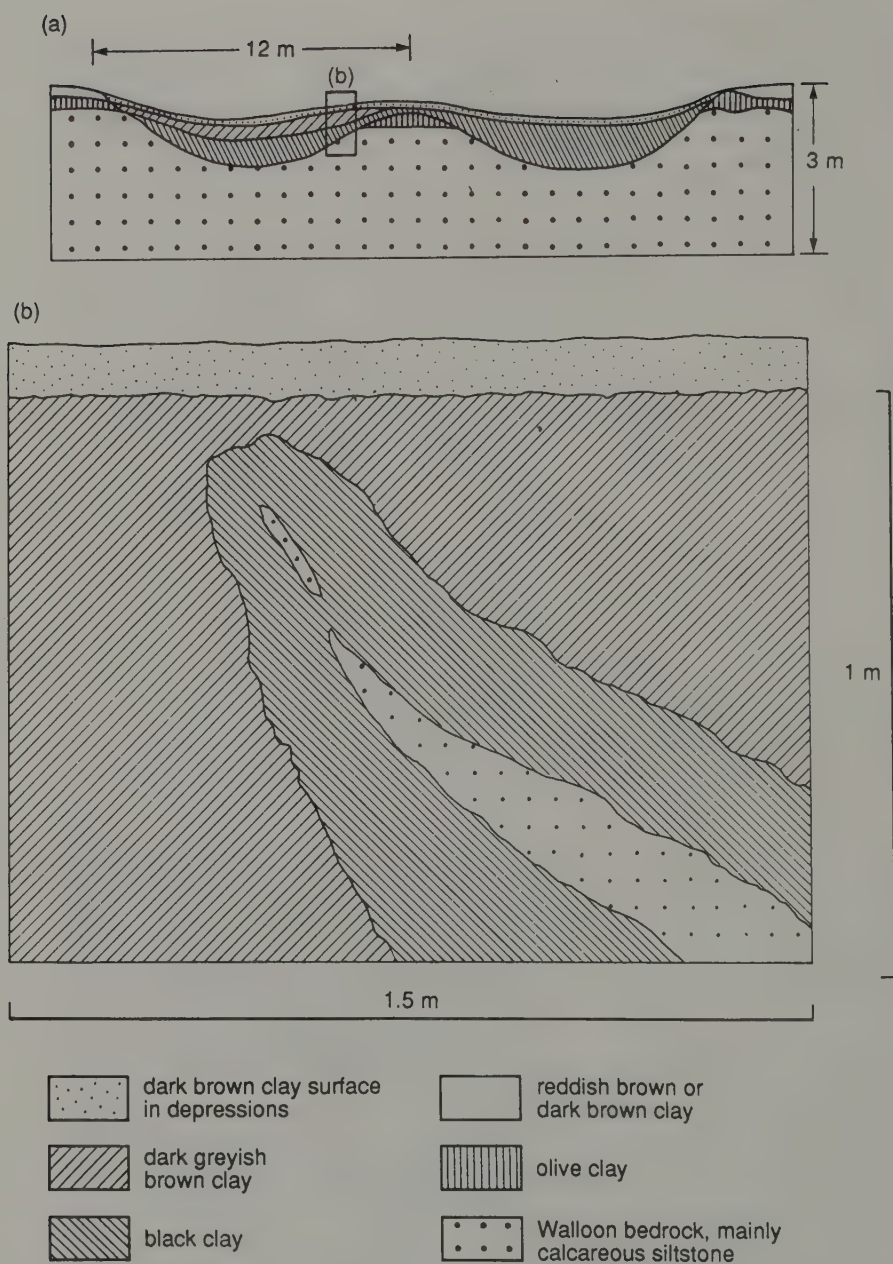 (a)
12 m
(b)
3 m
(b)
1 m
1.5 m
dark brown clay surface
in depressions
dark greyish
brown clay
black clay
reddish brown or
dark brown clay
olive clay
Walloon bedrock, mainly
calcareous siltstone